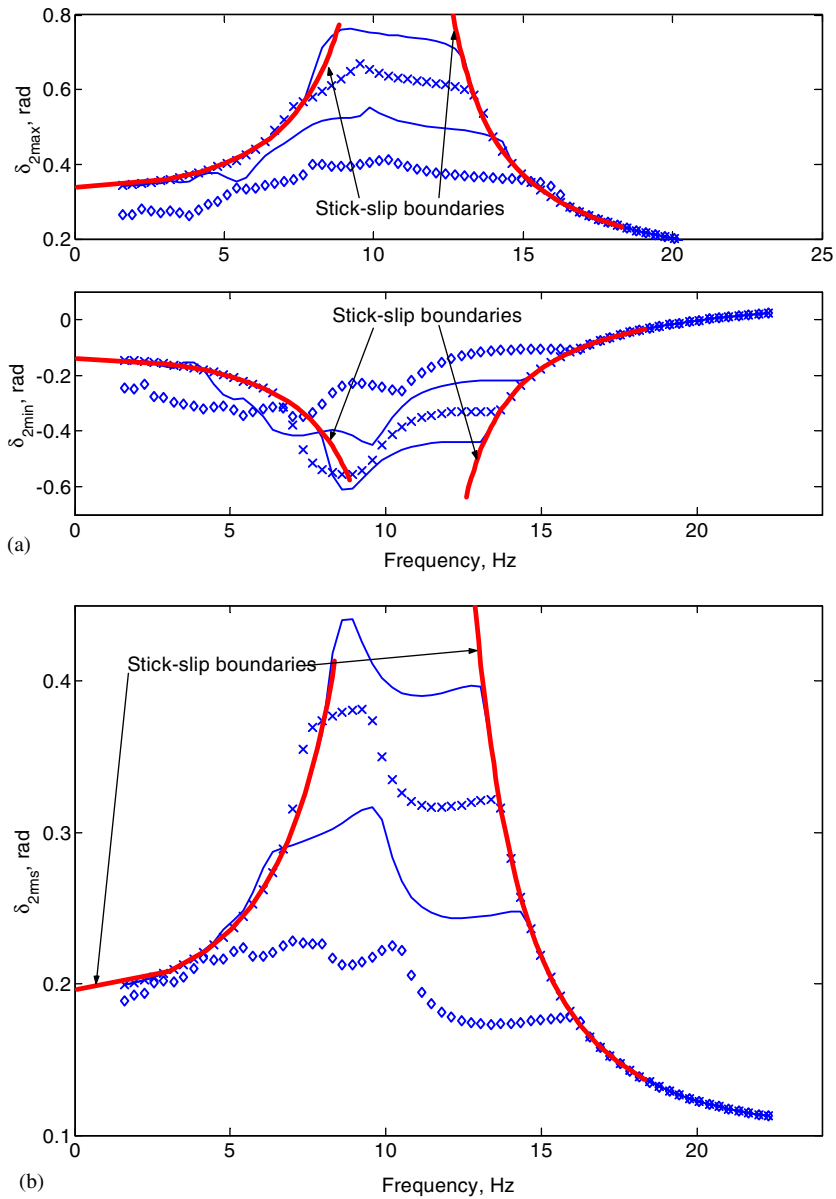 0.8
0.6
0.4
0.2
δ2max, rad
Stick-slip boundaries
0 5 10 15 20 25
0
-0.2
-0.4
-0.6
δ2min, rad
Stick-slip boundaries
0 5 10 15 20
(a)
Frequency, Hz
0.4
0.3
0.2
0.1
δ2rms, rad
Stick-slip boundaries
0 5 10 15 20
(b)
Frequency, Hz